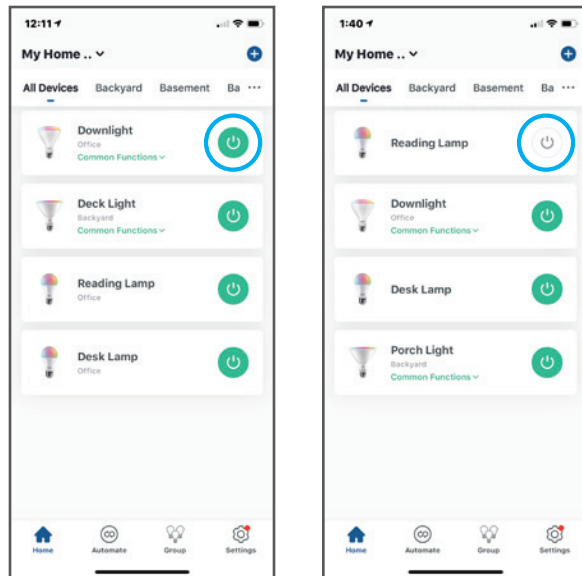 12:11
My Home ..
All Devices Backyard Basement Ba ...
Downlight
Office
Common Functions
Deck Light
Backyard
Common Functions
Reading Lamp
Office
Desk Lamp
Office
Home Automate Group Settings
1:40
My Home ..
All Devices Backyard Basement Ba ...
Reading Lamp
Downlight
Office
Common Functions
Desk Lamp
Porch Light
Backyard
Common Functions
Home Automate Group Settings